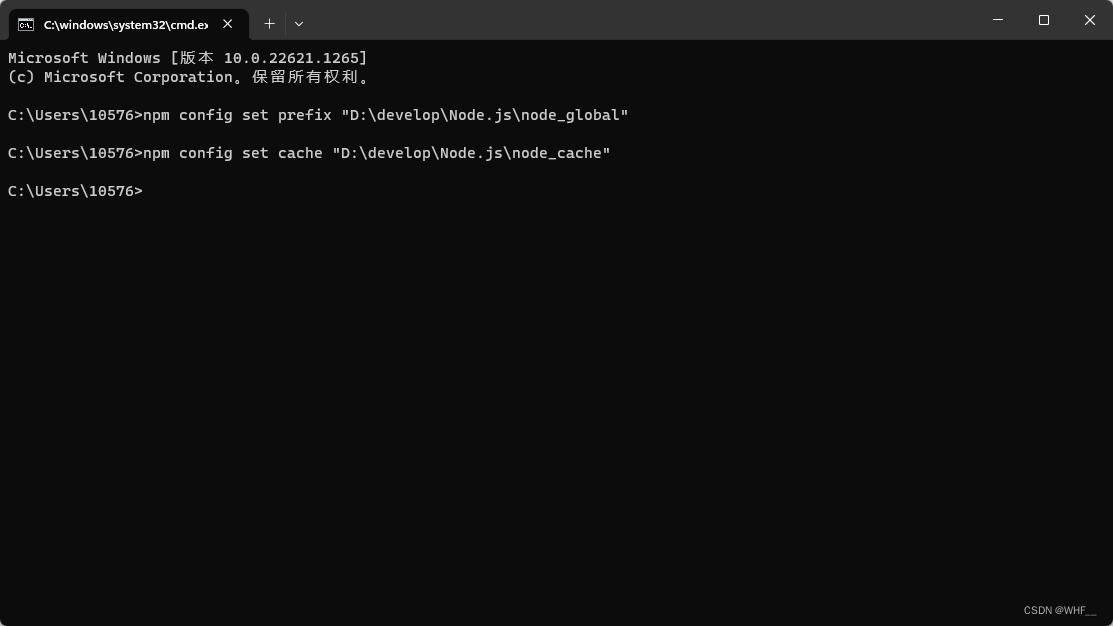 C:\windows\system32\cmd.ex
Microsoft Windows [版本 10.0.22621.1265]
(c) Microsoft Corporation。保留所有权利。
C:\Users\10576>npm config set prefix "D:\develop\Node.js\node_global"
C:\Users\10576>npm config set cache "D:\develop\Node.js\node_cache"
C:\Users\10576>
CSDN @WHF__